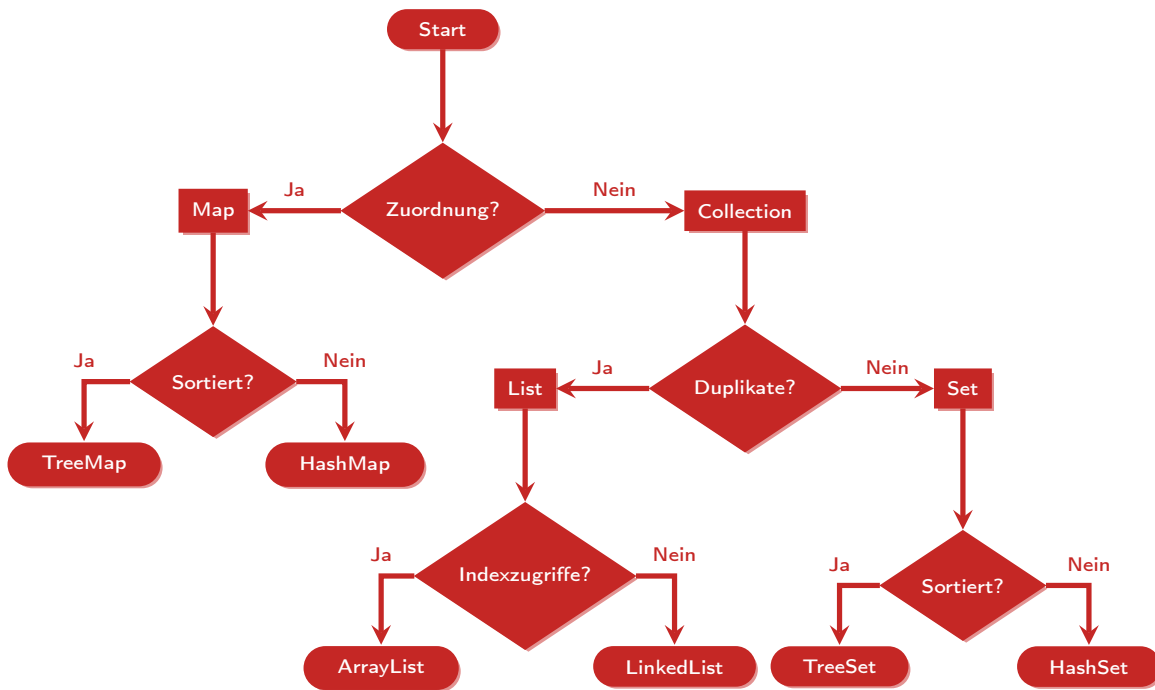 Start
Zuordnung?
Ja
Nein
Map
Collection
Sortiert?
Ja
Nein
TreeMap
HashMap
Duplikate?
Ja
Nein
List
Set
Indexzugriffe?
Ja
Nein
ArrayList
LinkedList
Sortiert?
Ja
Nein
TreeSet
HashSet